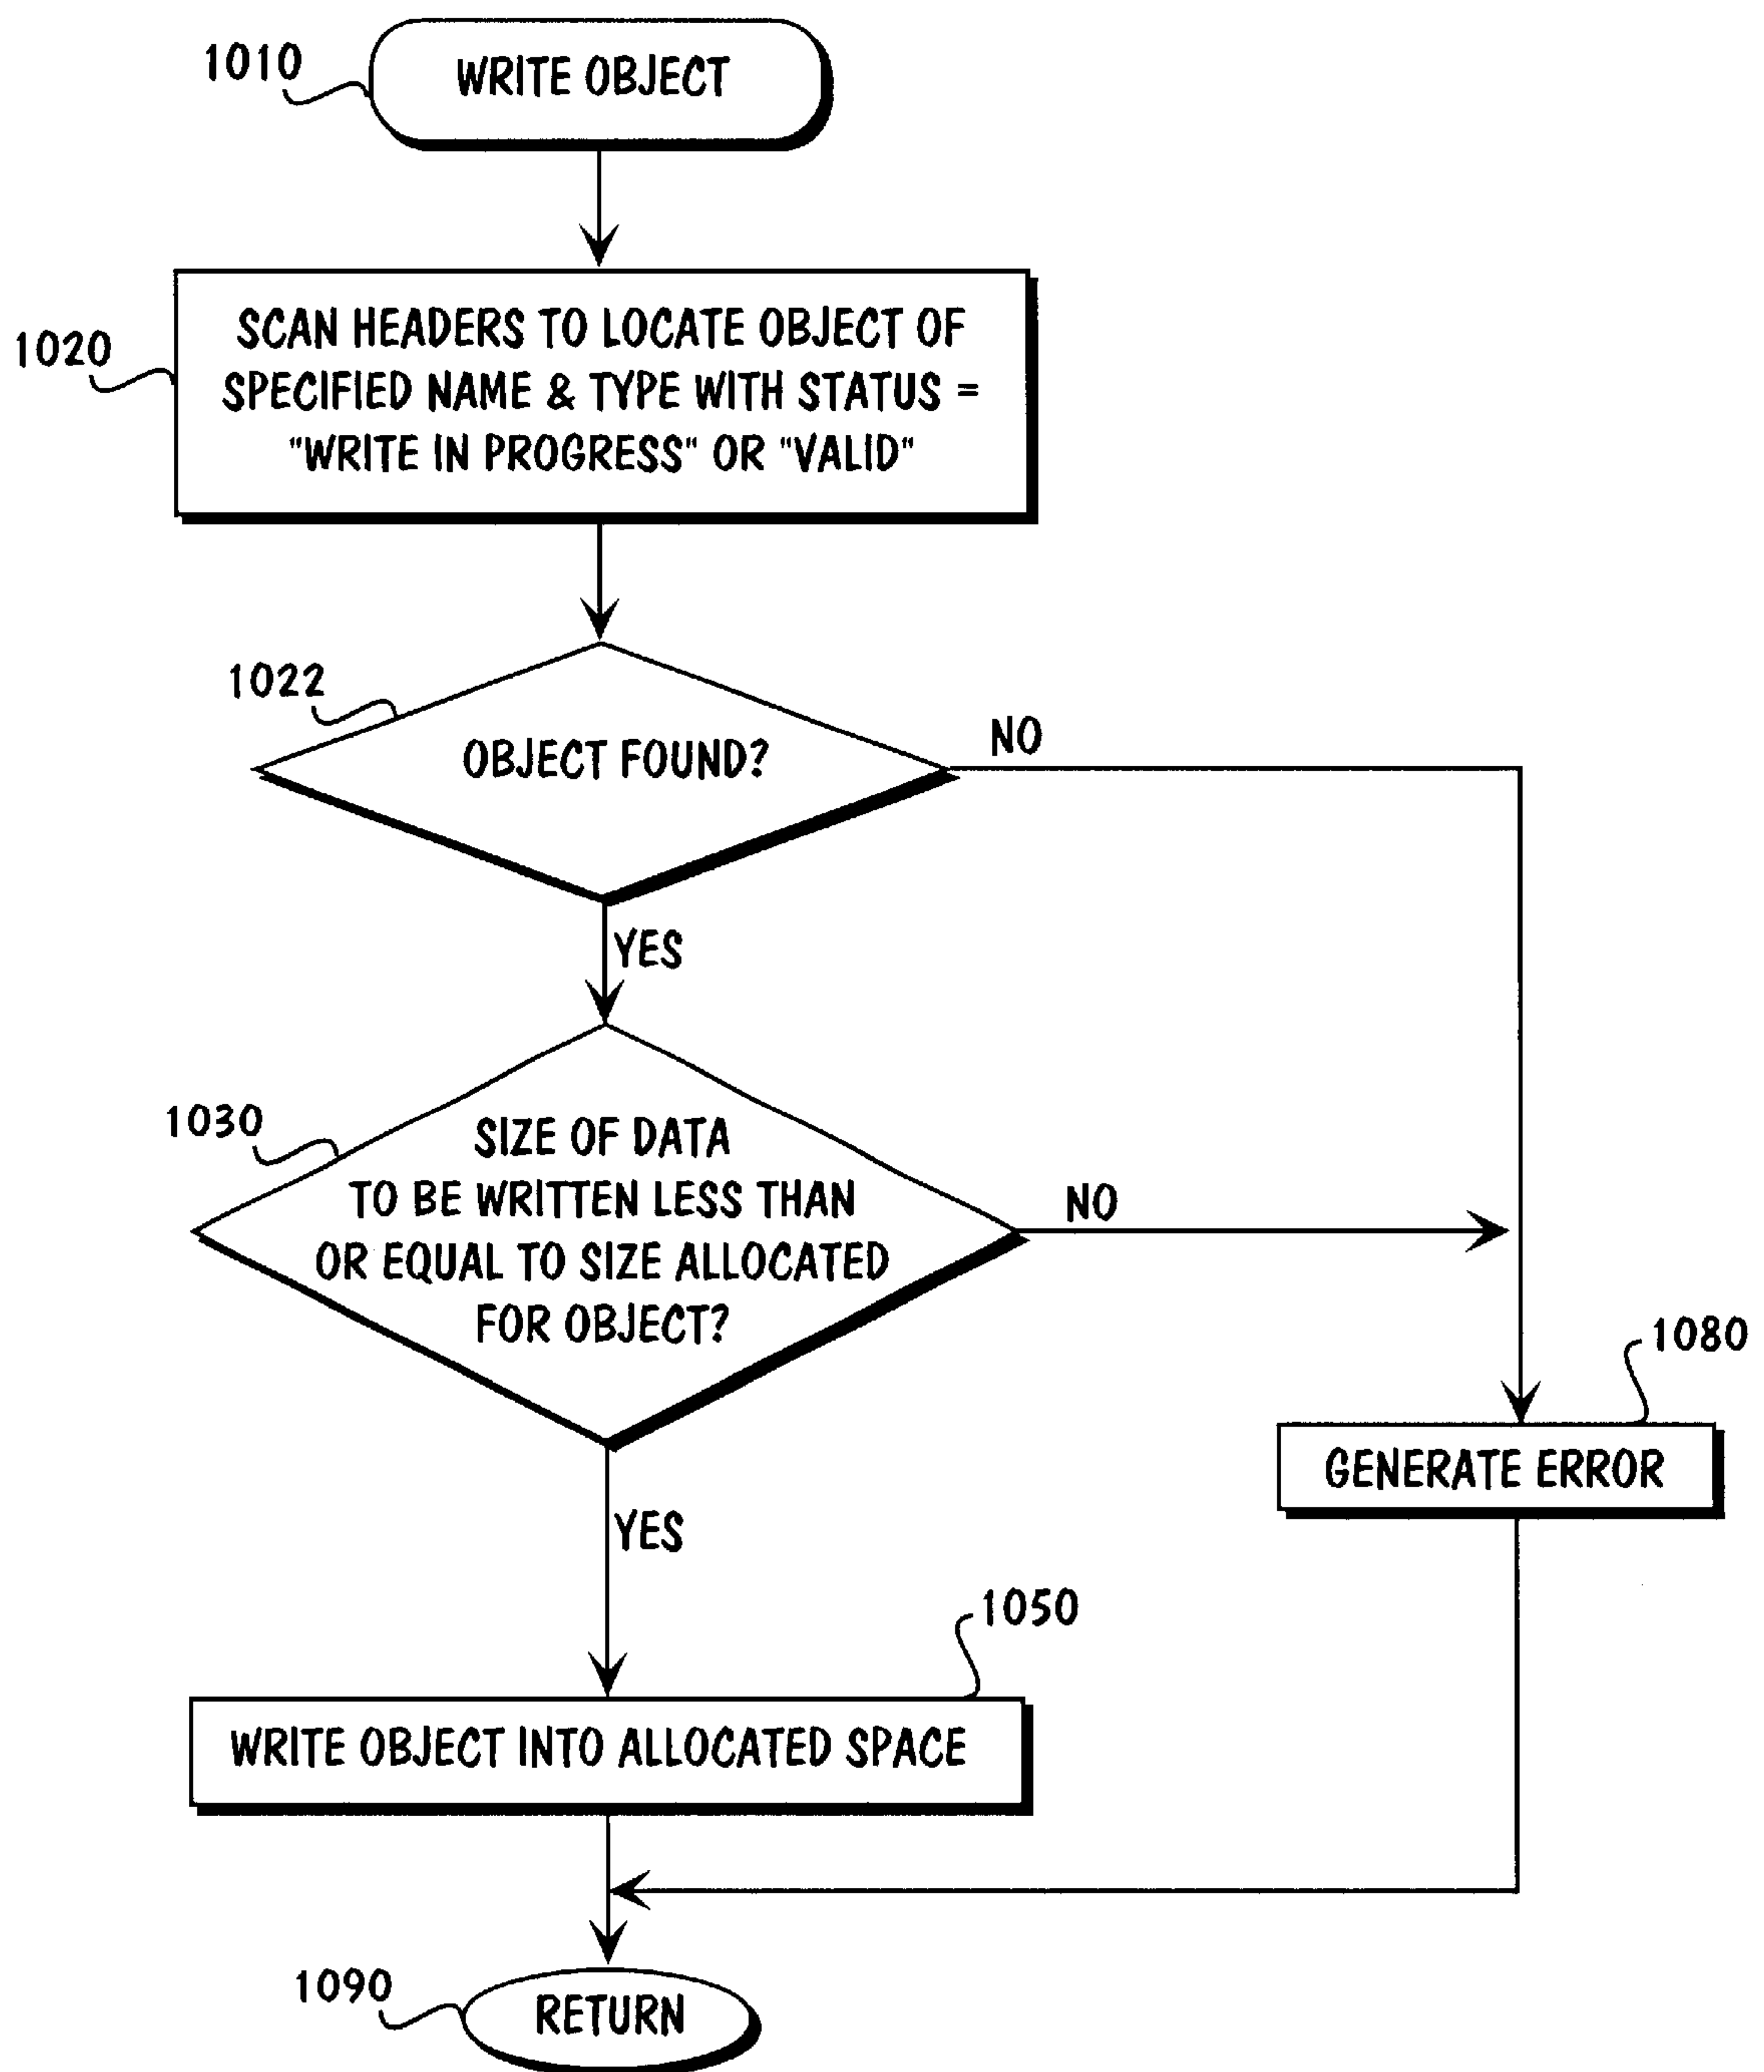 1010
WRITE OBJECT
1020
SCAN HEADERS TO LOCATE OBJECT OF
SPECIFIED NAME & TYPE WITH STATUS =
"WRITE IN PROGRESS" OR "VALID"
1022
OBJECT FOUND?
NO
YES
1030
SIZE OF DATA
TO BE WRITTEN LESS THAN
OR EQUAL TO SIZE ALLOCATED
FOR OBJECT?
NO
1080
GENERATE ERROR
YES
1050
WRITE OBJECT INTO ALLOCATED SPACE
1090
RETURN